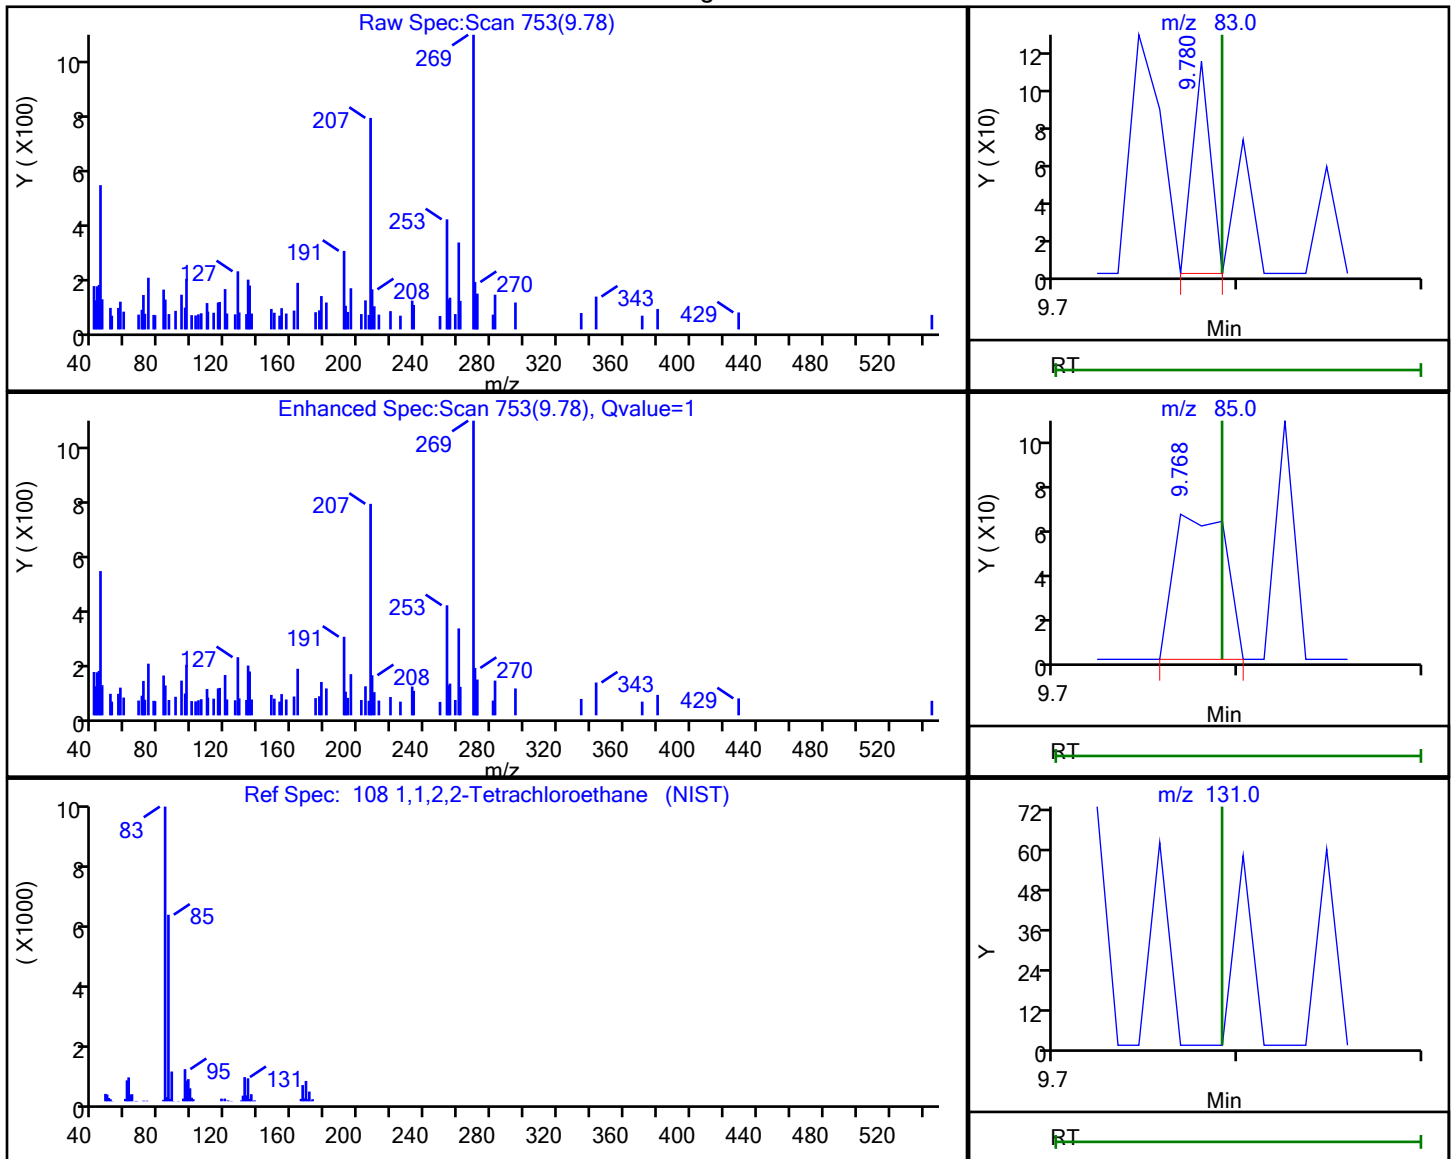 Raw Spec:Scan 753(9.78)
Y ( X100)
10
8
6
4
2
0
269
207
253
191
127
208
270
343
429
40 80 120 160 200 240 280 320 360 400 440 480 520
m/z
m/z 83.0
Y ( X10)
12
10
8
6
4
2
0
9.780
9.7
Min
RT
Enhanced Spec:Scan 753(9.78), Qvalue=1
Y ( X100)
10
8
6
4
2
0
269
207
253
191
127
208
270
343
429
40 80 120 160 200 240 280 320 360 400 440 480 520
m/z
m/z 85.0
Y ( X10)
10
8
6
4
2
0
9.768
9.7
Min
RT
Ref Spec: 108 1,1,2,2-Tetrachloroethane (NIST)
( X1000)
10
8
6
4
2
0
83
85
95
131
40 80 120 160 200 240 280 320 360 400 440 480 520
m/z 131.0
Y
72
60
48
36
24
12
0
9.7
Min
RT